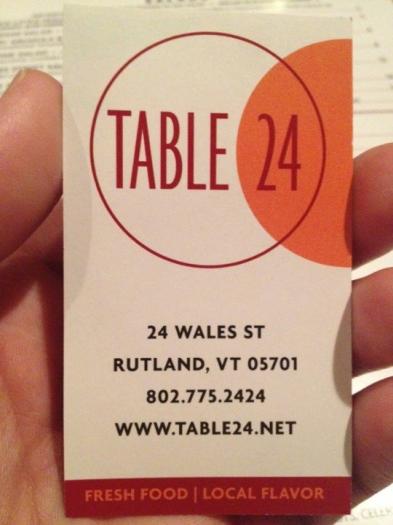 TABLE 24
24 WALES ST
RUTLAND, VT 05701
802.775.2424
WWW.TABLE24.NET
FRESH FOOD | LOCAL FLAVOR